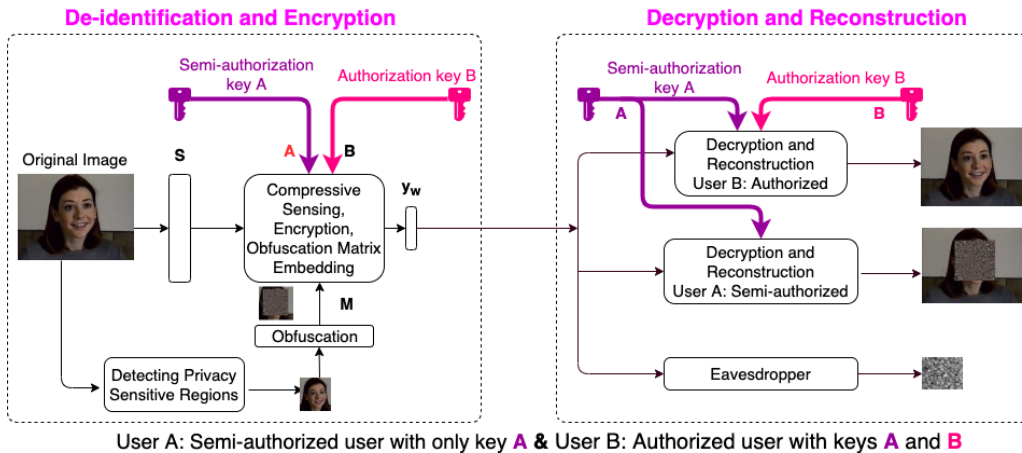 De-identification and Encryption
Semi-authorization
key A
Authorization key B
Original Image
S
A
B
Compressive
Sensing,
Encryption,
Obfuscation Matrix
Embedding
yw
M
Obfuscation
Detecting Privacy
Sensitive Regions
Decryption and Reconstruction
Semi-authorization
key A
Authorization key B
A
B
Decryption and
Reconstruction
User B: Authorized
Decryption and
Reconstruction
User A: Semi-authorized
Eavesdropper
User A: Semi-authorized user with only key A & User B: Authorized user with keys A and B